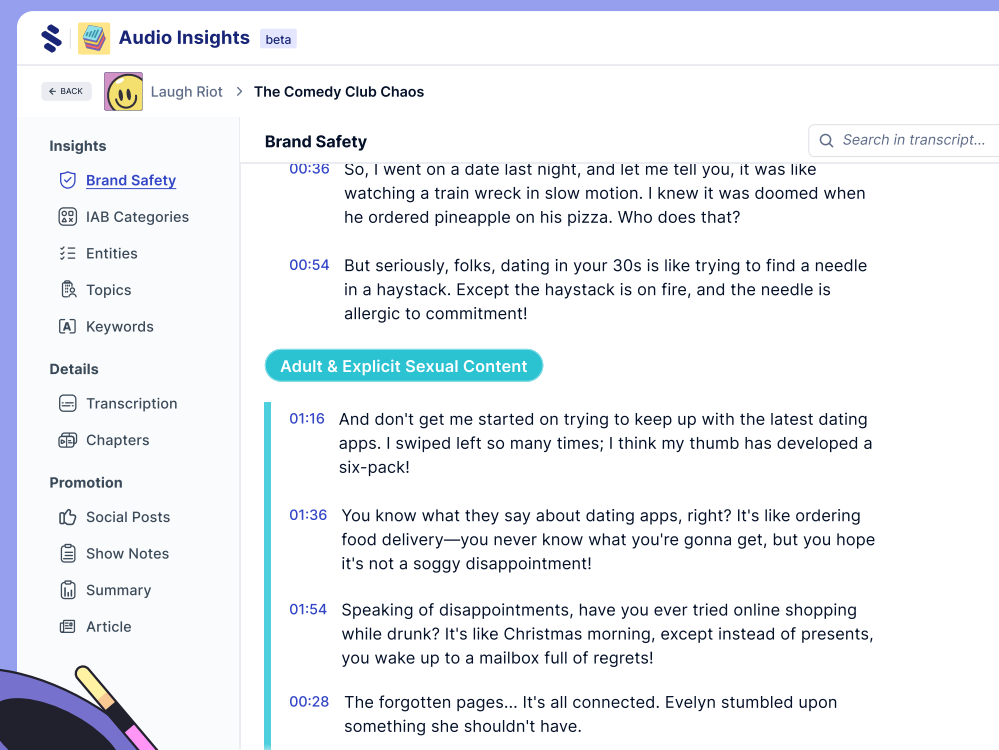 Audio Insights beta
← BACK Laugh Riot > The Comedy Club Chaos
Insights
Brand Safety
IAB Categories
Entities
Topics
Keywords
Details
Transcription
Chapters
Promotion
Social Posts
Show Notes
Summary
Article
Brand Safety
Search in transcript...
00:36 So, I went on a date last night, and let me tell you, it was like
watching a train wreck in slow motion. I knew it was doomed when
he ordered pineapple on his pizza. Who does that?
00:54 But seriously, folks, dating in your 30s is like trying to find a needle
in a haystack. Except the haystack is on fire, and the needle is
allergic to commitment!
Adult & Explicit Sexual Content
01:16 And don't get me started on trying to keep up with the latest dating
apps. I swiped left so many times; I think my thumb has developed a
six-pack!
01:36 You know what they say about dating apps, right? It's like ordering
food delivery—you never know what you're gonna get, but you hope
it's not a soggy disappointment!
01:54 Speaking of disappointments, have you ever tried online shopping
while drunk? It's like Christmas morning, except instead of presents,
you wake up to a mailbox full of regrets!
00:28 The forgotten pages... It's all connected. Evelyn stumbled upon
something she shouldn't have.